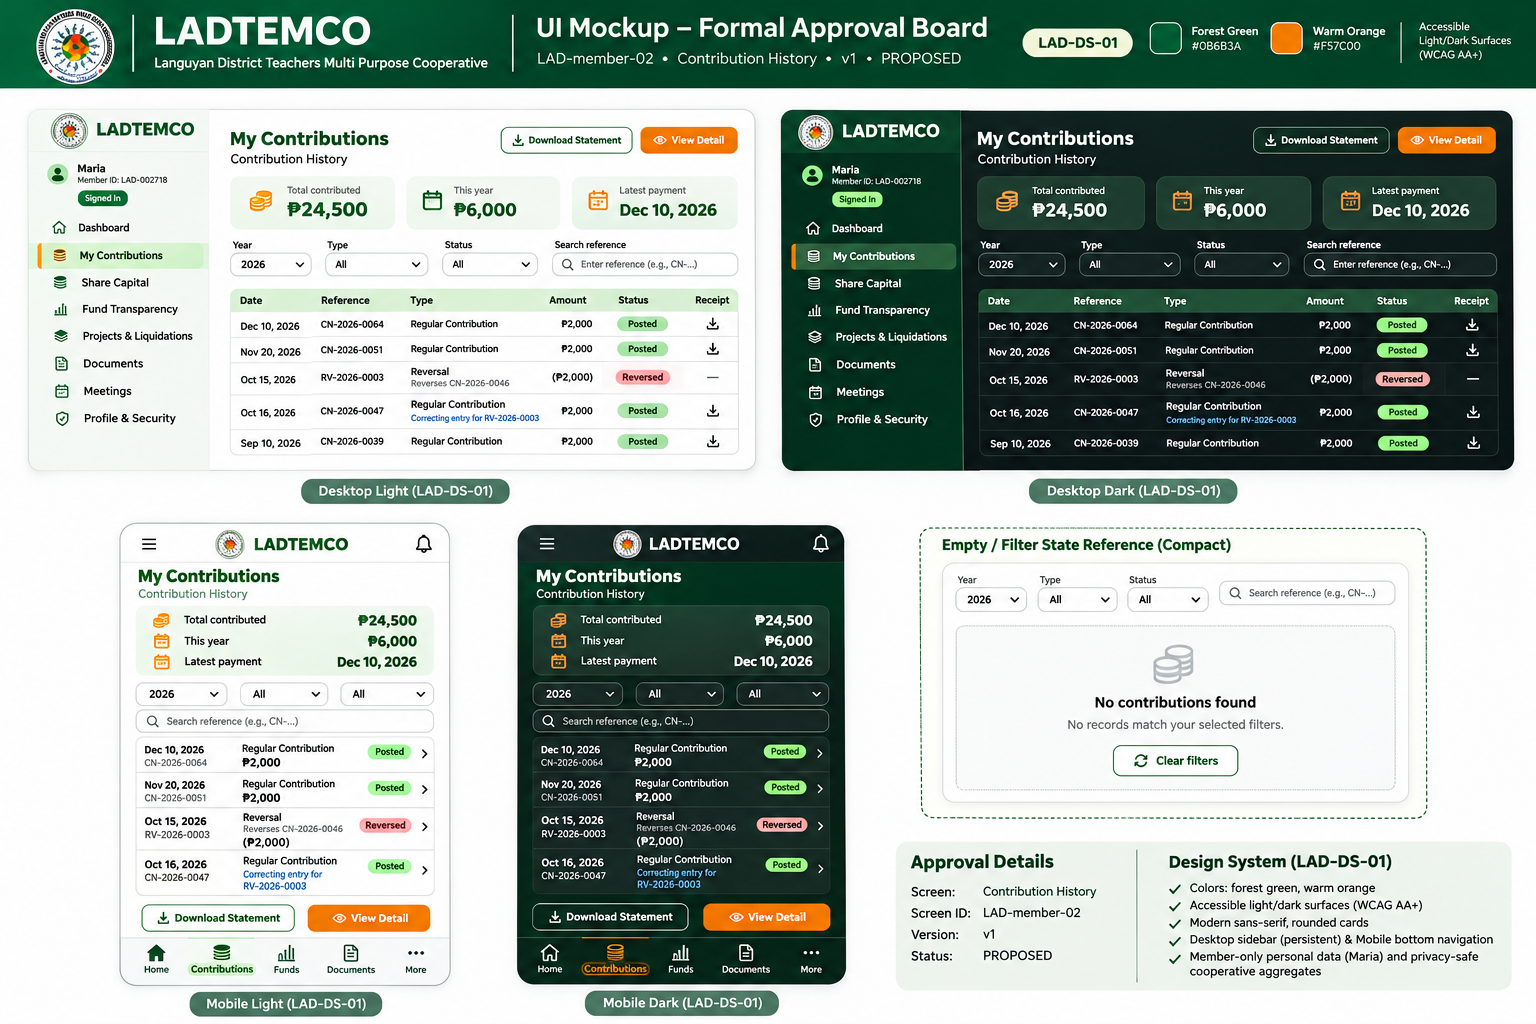 LADTEMCO
Languyan District Teachers Multi Purpose Cooperative
UI Mockup – Formal Approval Board
LAD-member-02 • Contribution History • v1 • PROPOSED
LAD-DS-01
Forest Green
#0B6B3A
Warm Orange
#F57C00
Accessible
Light/Dark Surfaces
(WCAG AA+)
LADTEMCO
Maria
Member ID: LAD-002718
Signed In
Dashboard
My Contributions
Share Capital
Fund Transparency
Projects & Liquidations
Documents
Meetings
Profile & Security
My Contributions
Contribution History
Download Statement
View Detail
Total contributed
₱24,500
This year
₱6,000
Latest payment
Dec 10, 2026
Year Type Status Search reference
2026 All All Enter reference (e.g., CN-...)
Date Reference Type Amount Status Receipt
Dec 10, 2026 CN-2026-0064 Regular Contribution ₱2,000 Posted
Nov 20, 2026 CN-2026-0051 Regular Contribution ₱2,000 Posted
Oct 15, 2026 RV-2026-0003 Reversal (₱2,000) Reversed —
Reverses CN-2026-0046
Oct 16, 2026 CN-2026-0047 Regular Contribution ₱2,000 Posted
Correcting entry for RV-2026-0003
Sep 10, 2026 CN-2026-0039 Regular Contribution ₱2,000 Posted
Desktop Light (LAD-DS-01)
LADTEMCO
Maria
Member ID: LAD-002718
Signed In
Dashboard
My Contributions
Share Capital
Fund Transparency
Projects & Liquidations
Documents
Meetings
Profile & Security
My Contributions
Contribution History
Download Statement
View Detail
Total contributed
₱24,500
This year
₱6,000
Latest payment
Dec 10, 2026
Year Type Status Search reference
2026 All All Enter reference (e.g., CN-...)
Date Reference Type Amount Status Receipt
Dec 10, 2026 CN-2026-0064 Regular Contribution ₱2,000 Posted
Nov 20, 2026 CN-2026-0051 Regular Contribution ₱2,000 Posted
Oct 15, 2026 RV-2026-0003 Reversal (₱2,000) Reversed —
Reverses CN-2026-0046
Oct 16, 2026 CN-2026-0047 Regular Contribution ₱2,000 Posted
Correcting entry for RV-2026-0003
Sep 10, 2026 CN-2026-0039 Regular Contribution ₱2,000 Posted
Desktop Dark (LAD-DS-01)
LADTEMCO
My Contributions
Contribution History
Total contributed ₱24,500
This year ₱6,000
Latest payment Dec 10, 2026
2026 All All
Search reference (e.g., CN-...)
Dec 10, 2026 Regular Contribution Posted
CN-2026-0064 ₱2,000
Nov 20, 2026 Regular Contribution Posted
CN-2026-0051 ₱2,000
Oct 15, 2026 Reversal Reversed
RV-2026-0003 Reverses CN-2026-0046
(₱2,000)
Oct 16, 2026 Regular Contribution Posted
CN-2026-0047 Correcting entry for
RV-2026-0003
Download Statement
View Detail
Home Contributions Funds Documents More
Mobile Light (LAD-DS-01)
LADTEMCO
My Contributions
Contribution History
Total contributed ₱24,500
This year ₱6,000
Latest payment Dec 10, 2026
2026 All All
Search reference (e.g., CN-...)
Dec 10, 2026 Regular Contribution Posted
CN-2026-0064 ₱2,000
Nov 20, 2026 Regular Contribution Posted
CN-2026-0051 ₱2,000
Oct 15, 2026 Reversal Reversed
RV-2026-0003 Reverses CN-2026-0046
(₱2,000)
Oct 16, 2026 Regular Contribution Posted
CN-2026-0047 Correcting entry for
RV-2026-0003
Download Statement
View Detail
Home Contributions Funds Documents More
Mobile Dark (LAD-DS-01)
Empty / Filter State Reference (Compact)
Year Type Status
2026 All All Search reference (e.g., CN-...)
No contributions found
No records match your selected filters.
Clear filters
Approval Details
Screen: Contribution History
Screen ID: LAD-member-02
Version: v1
Status: PROPOSED
Design System (LAD-DS-01)
Colors: forest green, warm orange
Accessible light/dark surfaces (WCAG AA+)
Modern sans-serif, rounded cards
Desktop sidebar (persistent) & Mobile bottom navigation
Member-only personal data (Maria) and privacy-safe
cooperative aggregates